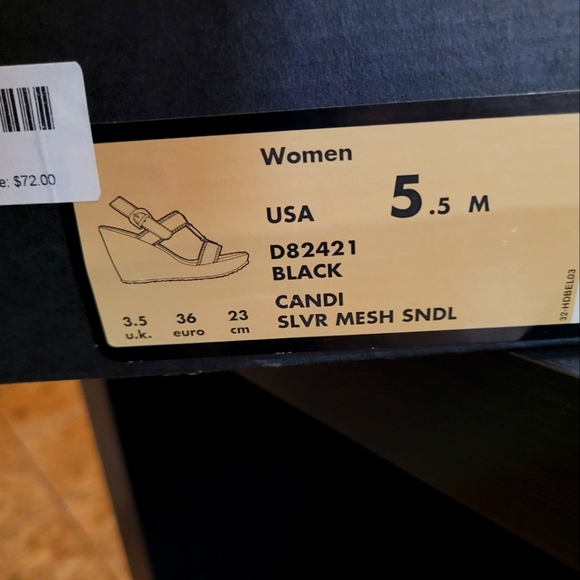 e: $72.00
Women
USA 5.5 M
D82421
BLACK
CANDI
SLVR MESH SNDL
3.5 36 23
u.k. euro cm
32-HDBEL03